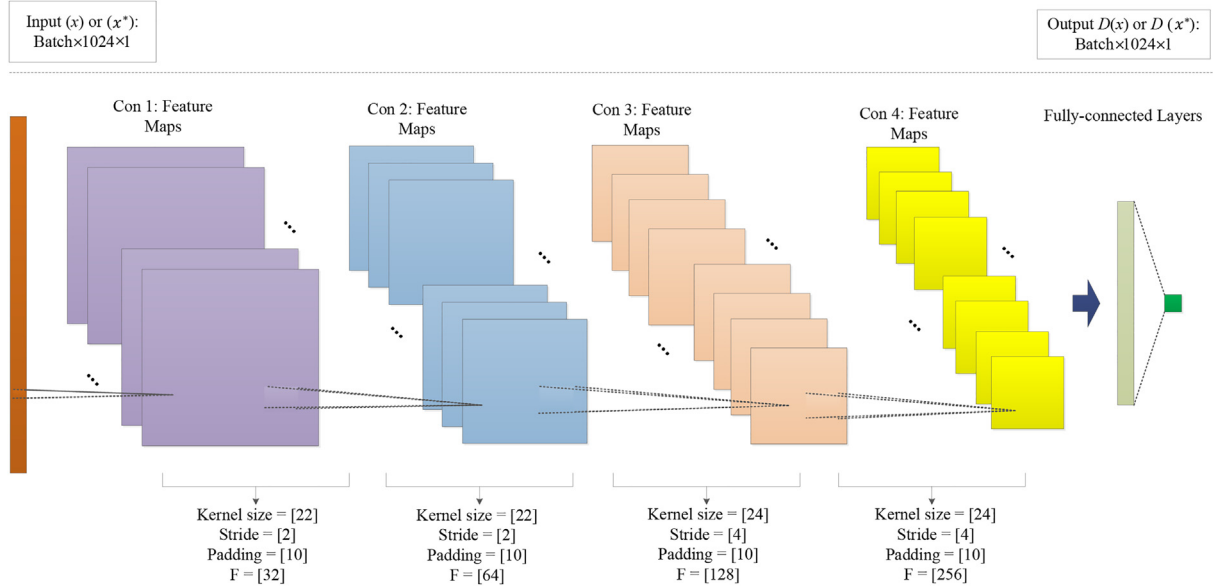 Input (x) or (x*):
Batch×1024×1
Output D(x) or D (x*):
Batch×1024×1
Con 1: Feature
Maps
Con 2: Feature
Maps
Con 3: Feature
Maps
Con 4: Feature
Maps
Fully-connected Layers
Kernel size = [22]
Stride = [2]
Padding = [10]
F = [32]
Kernel size = [22]
Stride = [2]
Padding = [10]
F = [64]
Kernel size = [24]
Stride = [4]
Padding = [10]
F = [128]
Kernel size = [24]
Stride = [4]
Padding = [10]
F = [256]